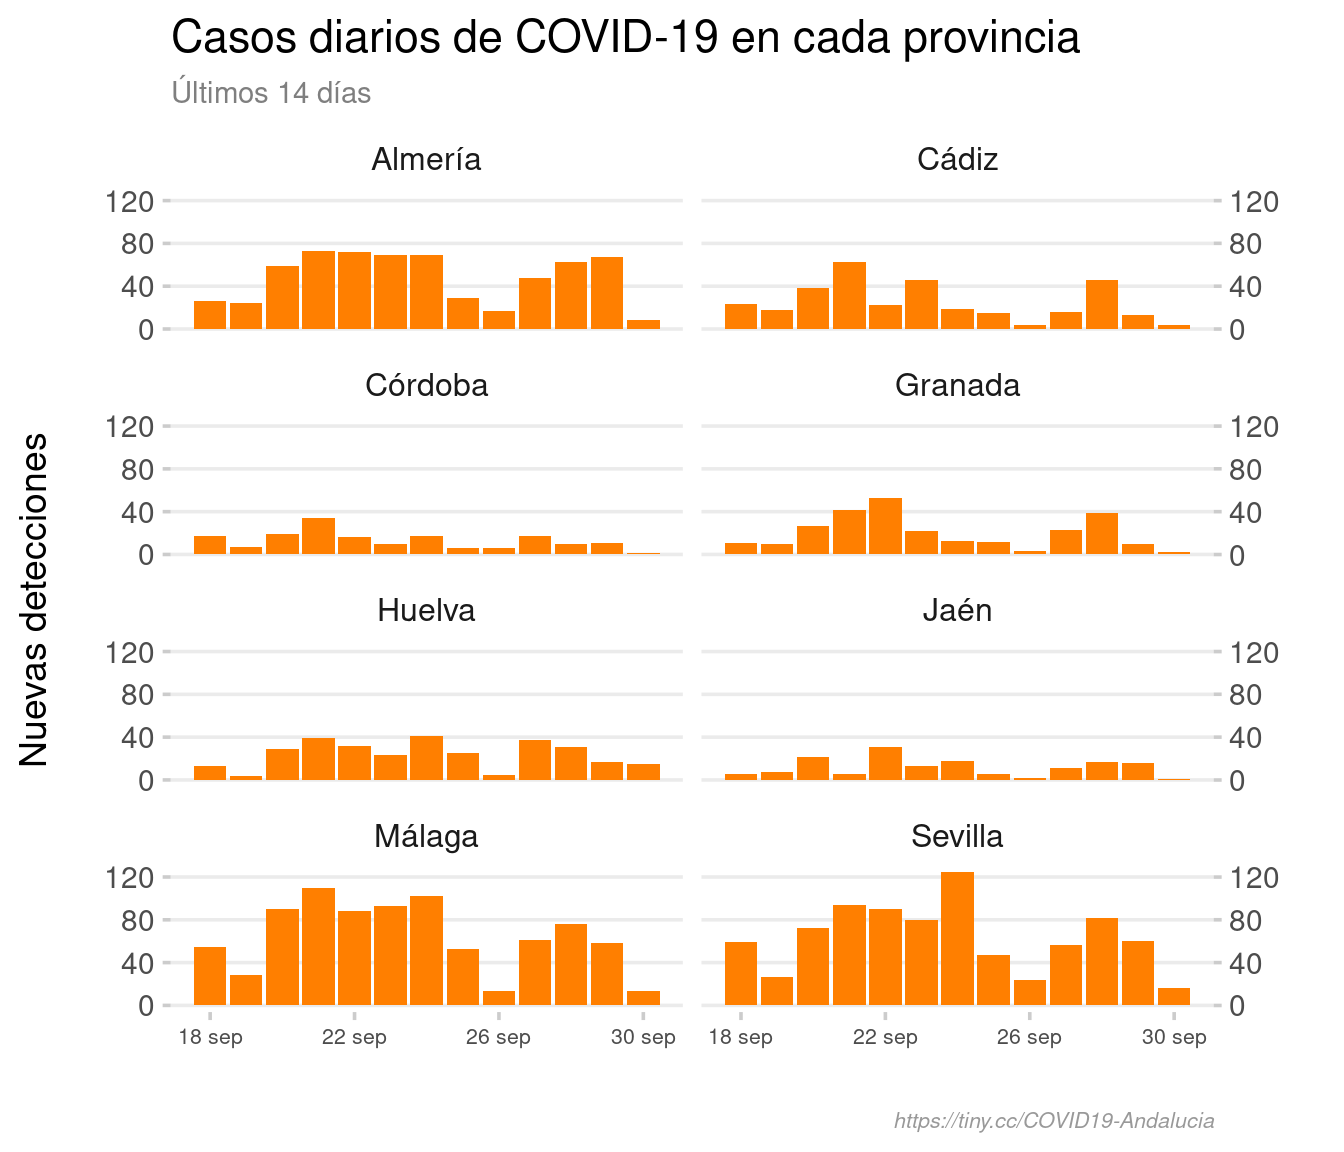 Casos diarios de COVID-19 en cada provincia
Últimos 14 días
Almería
Cádiz
120
80
40
0
120
80
40
0
Córdoba
Granada
120
80
40
0
120
80
40
0
Nuevas detecciones
Huelva
Jaén
120
80
40
0
120
80
40
0
Málaga
Sevilla
120
80
40
0
120
80
40
0
18 sep 22 sep 26 sep 30 sep
18 sep 22 sep 26 sep 30 sep
https://tiny.cc/COVID19-Andalucia